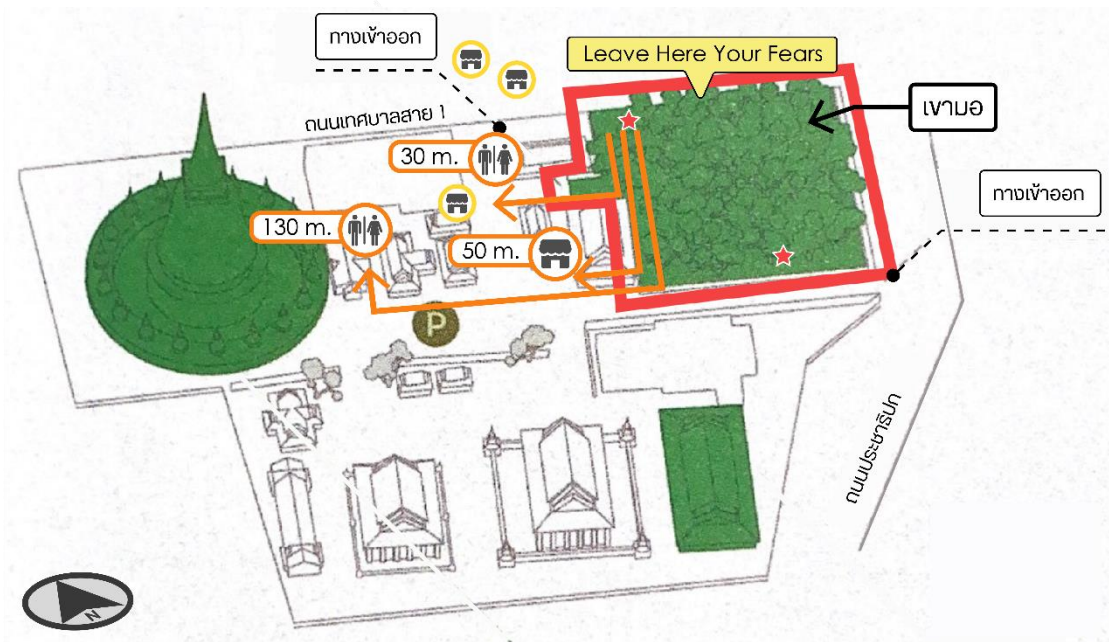 ทางเข้าออก
Leave Here Your Fears
เขามอ
ถนนเทศบาลสาย 1
30 m.
ทางเข้าออก
130 m.
50 m.
P
ถนนประชาธิปก
N